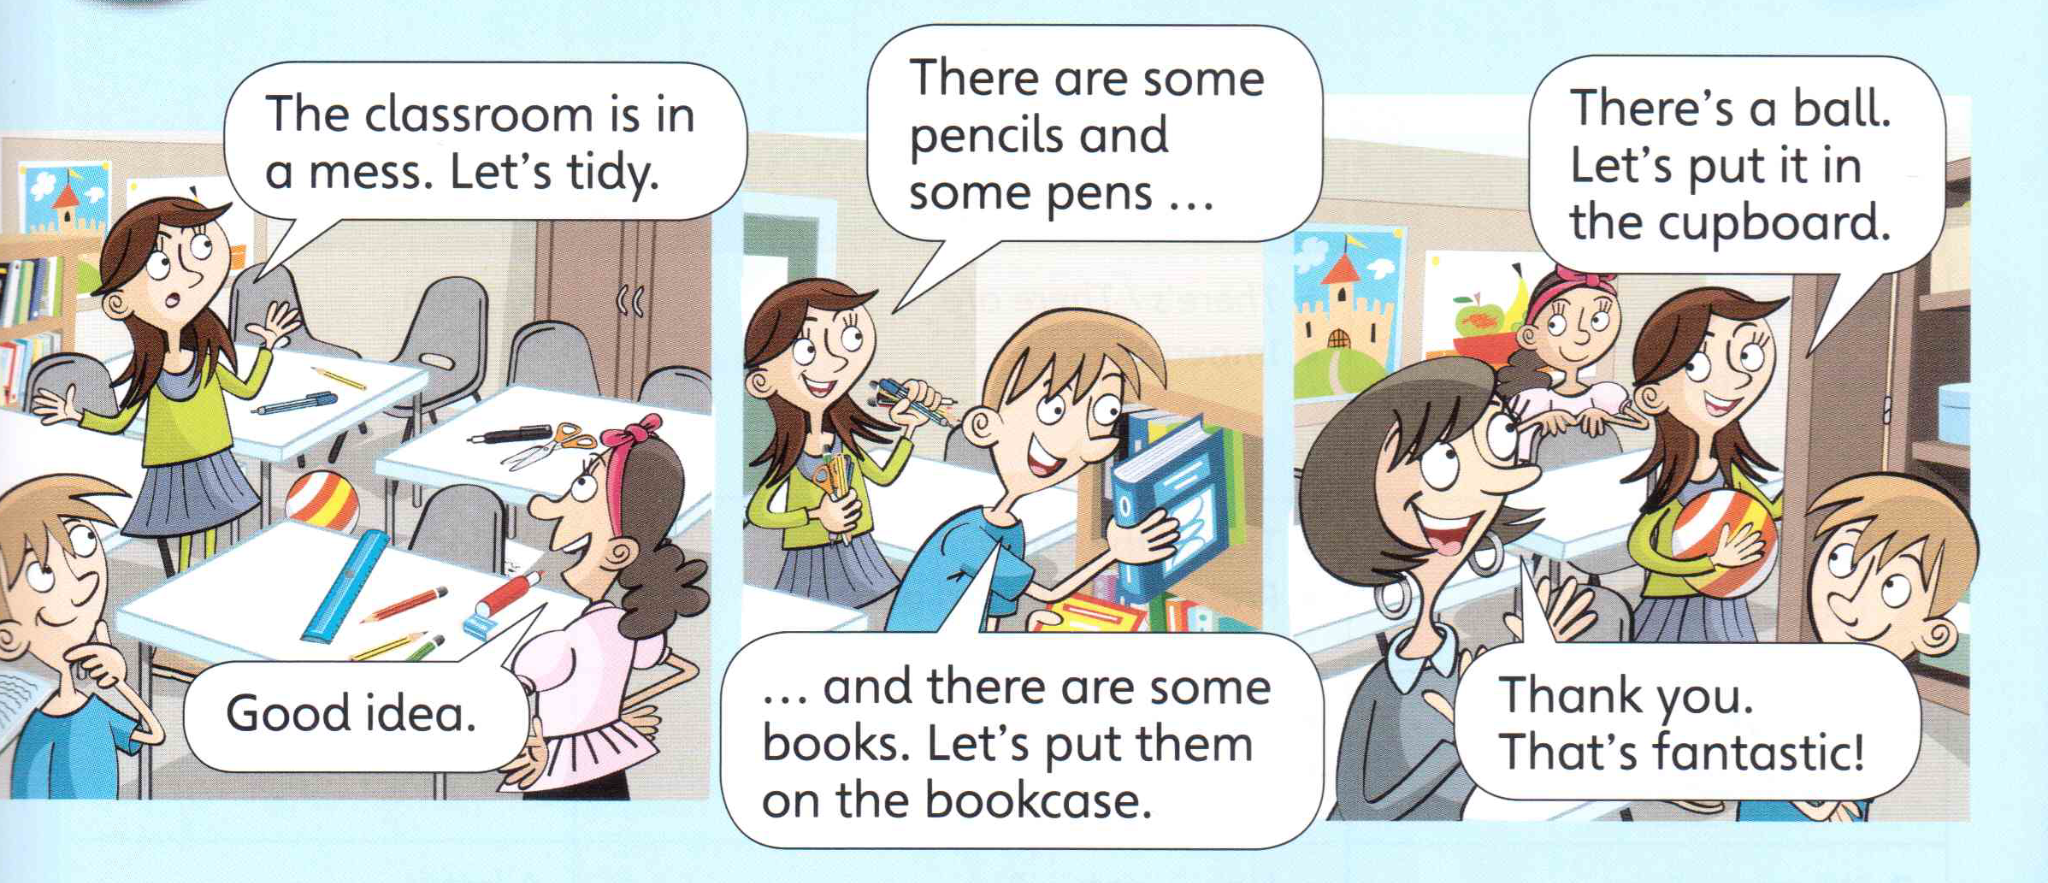 The classroom is in
a mess. Let's tidy.
Good idea.
There are some
pencils and
some pens ...
... and there are some
books. Let's put them
on the bookcase.
There's a ball.
Let's put it in
the cupboard.
Thank you.
That's fantastic!